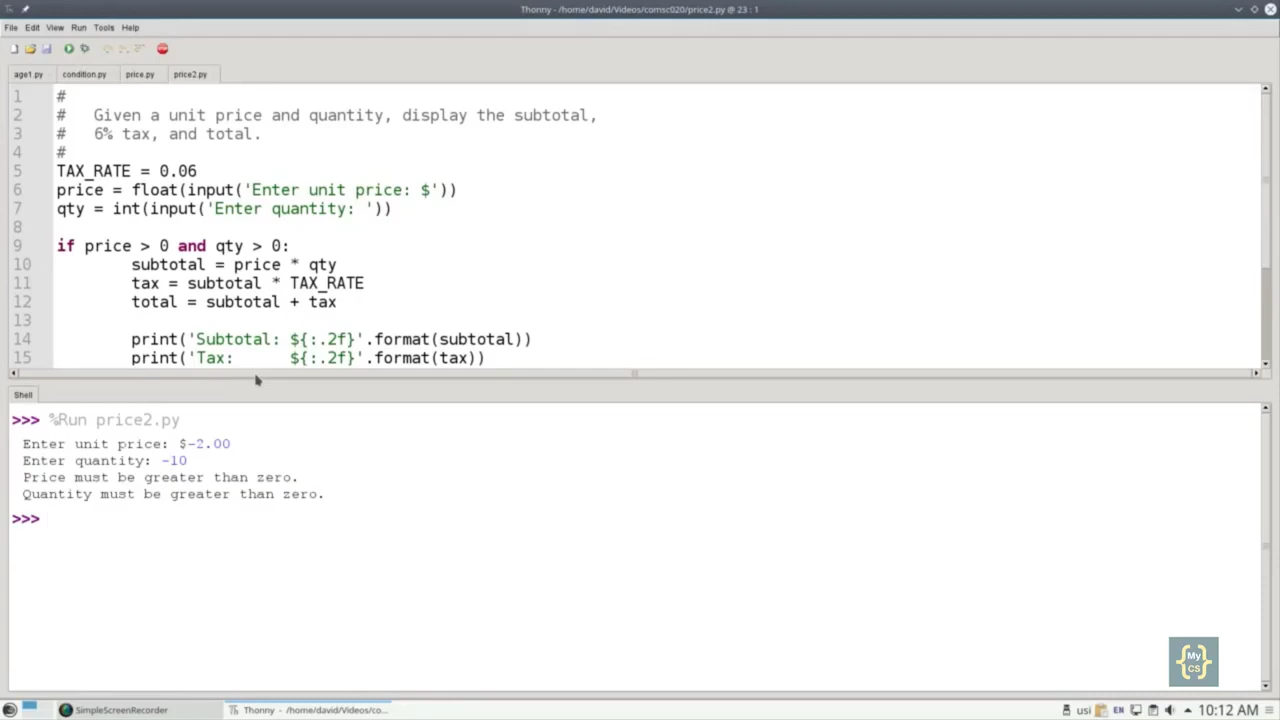 Thonny - /home/david/Videos/comsc020/price2.py @ 23 : 1
File Edit View Run Tools Help
age1.py condition.py price.py price2.py
1 #
2 #   Given a unit price and quantity, display the subtotal,
3 #   6% tax, and total.
4 #
5 TAX_RATE = 0.06
6 price = float(input('Enter unit price: $'))
7 qty = int(input('Enter quantity: '))
8
9 if price > 0 and qty > 0:
10         subtotal = price * qty
11         tax = subtotal * TAX_RATE
12         total = subtotal + tax
13
14         print('Subtotal: ${:.2f}'.format(subtotal))
15         print('Tax:      ${:.2f}'.format(tax))
Shell
>>> %Run price2.py
Enter unit price: $-2.00
Enter quantity: -10
Price must be greater than zero.
Quantity must be greater than zero.
>>>
{My CS}
SimpleScreenRecorder Thonny - /home/david/Videos/co... usi EN 10:12 AM